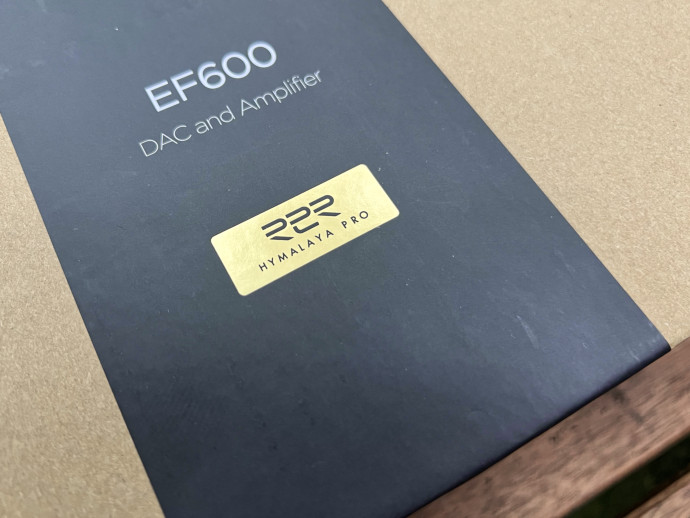 EF600
DAC and Amplifier
R2R
HYMALAYA PRO